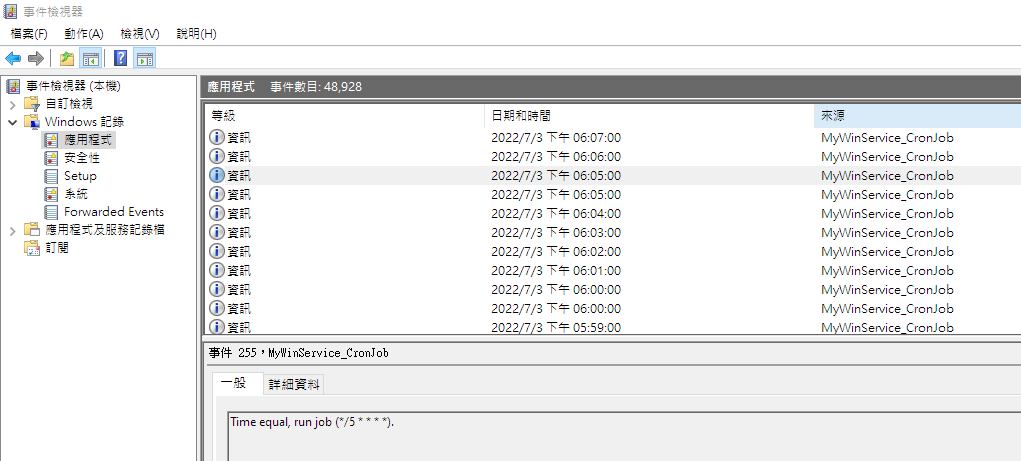 事件檢視器
檔案(F) 動作(A) 檢視(V) 說明(H)
事件檢視器 (本機)
自訂檢視
Windows 記錄
應用程式
安全性
Setup
系統
Forwarded Events
應用程式及服務記錄檔
訂閱
應用程式 事件數目: 48,928
等級 日期和時間 來源
資訊 2022/7/3 下午 06:07:00 MyWinService_CronJob
資訊 2022/7/3 下午 06:06:00 MyWinService_CronJob
資訊 2022/7/3 下午 06:05:00 MyWinService_CronJob
資訊 2022/7/3 下午 06:05:00 MyWinService_CronJob
資訊 2022/7/3 下午 06:04:00 MyWinService_CronJob
資訊 2022/7/3 下午 06:03:00 MyWinService_CronJob
資訊 2022/7/3 下午 06:02:00 MyWinService_CronJob
資訊 2022/7/3 下午 06:01:00 MyWinService_CronJob
資訊 2022/7/3 下午 06:00:00 MyWinService_CronJob
資訊 2022/7/3 下午 06:00:00 MyWinService_CronJob
資訊 2022/7/3 下午 05:59:00 MyWinService_CronJob
事件 255，MyWinService_CronJob
一般 詳細資料
Time equal, run job (*/5 * * * *).